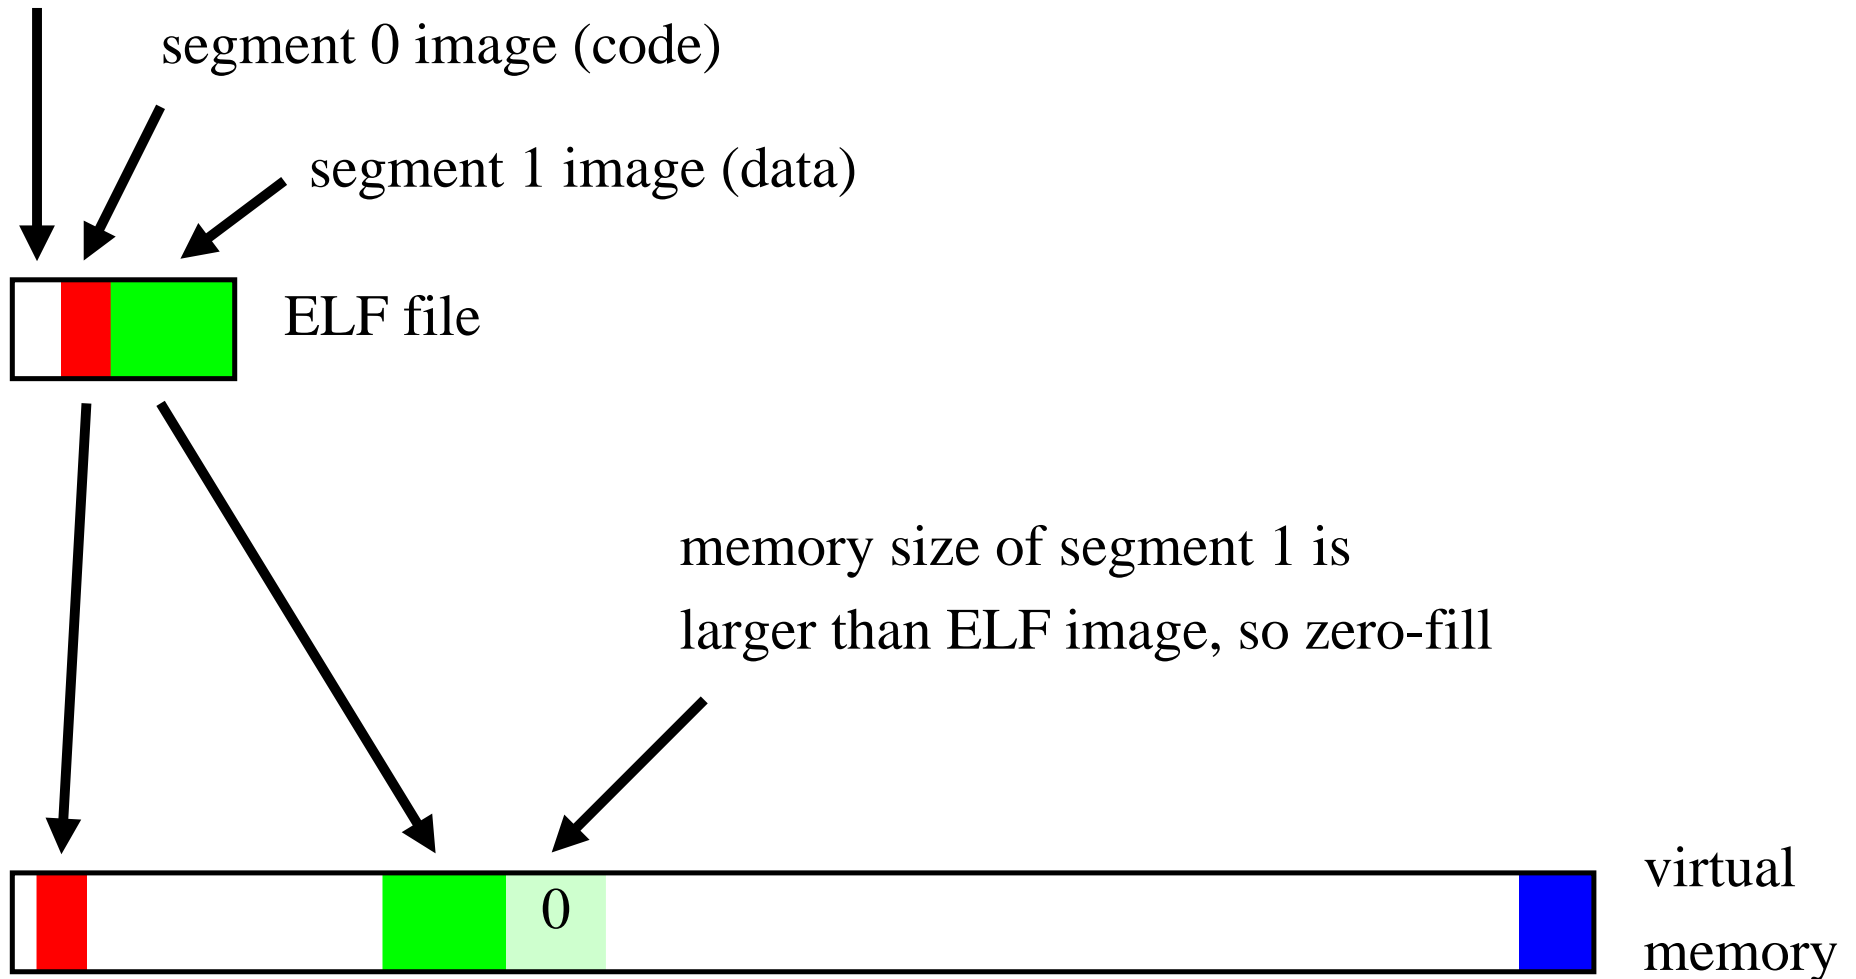 segment 0 image (code)
segment 1 image (data)
ELF file
memory size of segment 1 is
larger than ELF image, so zero-fill
virtual
0
memory